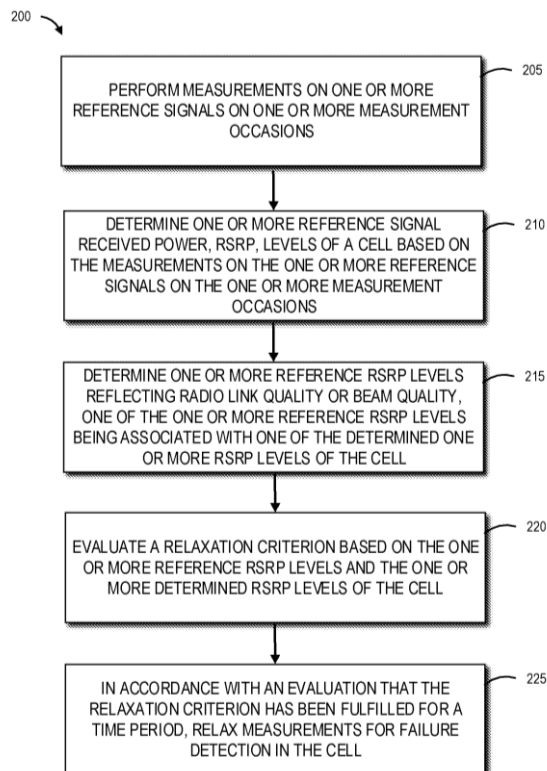 200
205
PERFORM MEASUREMENTS ON ONE OR MORE
REFERENCE SIGNALS ON ONE OR MORE MEASUREMENT
OCCASIONS
210
DETERMINE ONE OR MORE REFERENCE SIGNAL
RECEIVED POWER, RSRP, LEVELS OF A CELL BASED ON
THE MEASUREMENTS ON THE ONE OR MORE REFERENCE
SIGNALS ON THE ONE OR MORE MEASUREMENT
OCCASIONS
215
DETERMINE ONE OR MORE REFERENCE RSRP LEVELS
REFLECTING RADIO LINK QUALITY OR BEAM QUALITY,
ONE OF THE ONE OR MORE REFERENCE RSRP LEVELS
BEING ASSOCIATED WITH ONE OF THE DETERMINED ONE
OR MORE RSRP LEVELS OF THE CELL
220
EVALUATE A RELAXATION CRITERION BASED ON THE ONE
OR MORE REFERENCE RSRP LEVELS AND THE ONE OR
MORE DETERMINED RSRP LEVELS OF THE CELL
225
IN ACCORDANCE WITH AN EVALUATION THAT THE
RELAXATION CRITERION HAS BEEN FULFILLED FOR A
TIME PERIOD, RELAX MEASUREMENTS FOR FAILURE
DETECTION IN THE CELL